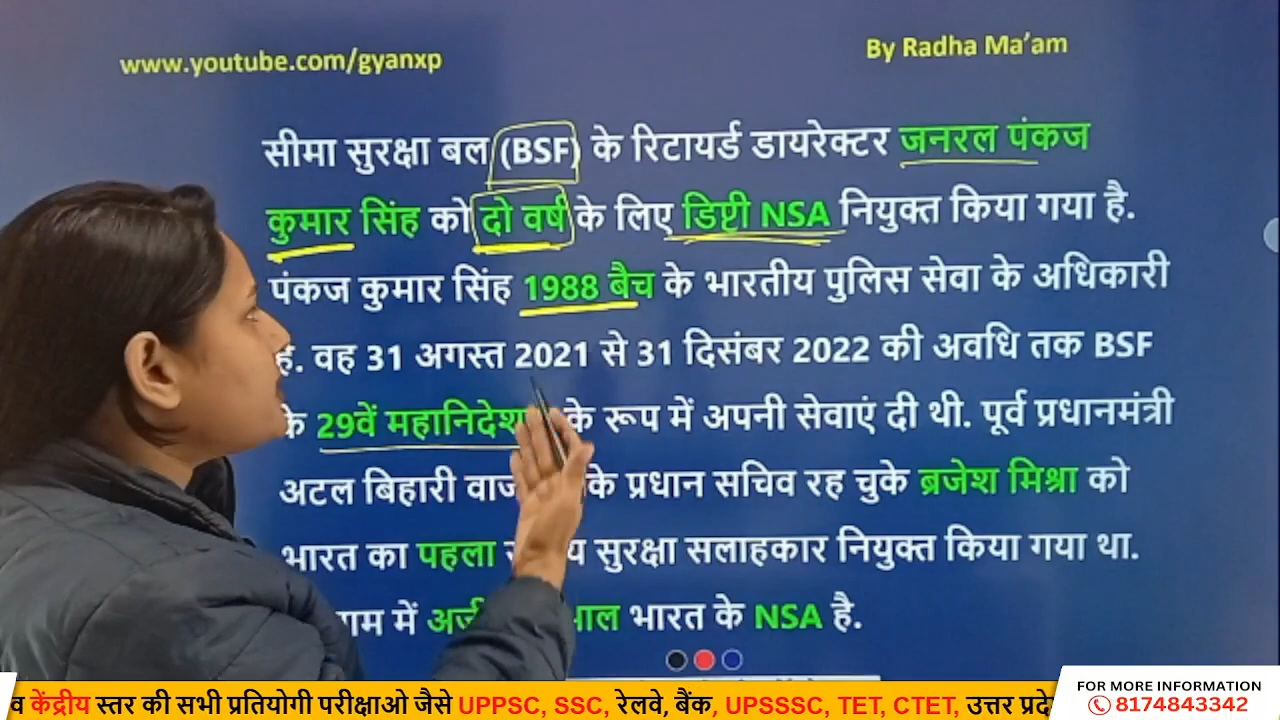 www.youtube.com/gyanxp
By Radha Ma'am
सीमा सुरक्षा बल (BSF) के रिटायर्ड डायरेक्टर जनरल पंकज
कुमार सिंह को दो वर्ष के लिए डिप्टी NSA नियुक्त किया गया है.
पंकज कुमार सिंह 1988 बैच के भारतीय पुलिस सेवा के अधिकारी
है. वह 31 अगस्त 2021 से 31 दिसंबर 2022 की अवधि तक BSF
के 29वें के रूप में अपनी सेवाएं दी थी. पूर्व प्रधानमंत्री
अटल बिहारी के प्रधान सचिव रह चुके ब्रजेश मिश्रा को
भारत का पहला सुरक्षा सलाहकार नियुक्त किया गया था.
में भारत के NSA है.
व केंद्रीय स्तर की सभी प्रतियोगी परीक्षाओ जैसे UPPSC, SSC, रेलवे, बैंक, UPSSSC, TET, CTET, उत्तर
FOR MORE INFORMATION
8174843342